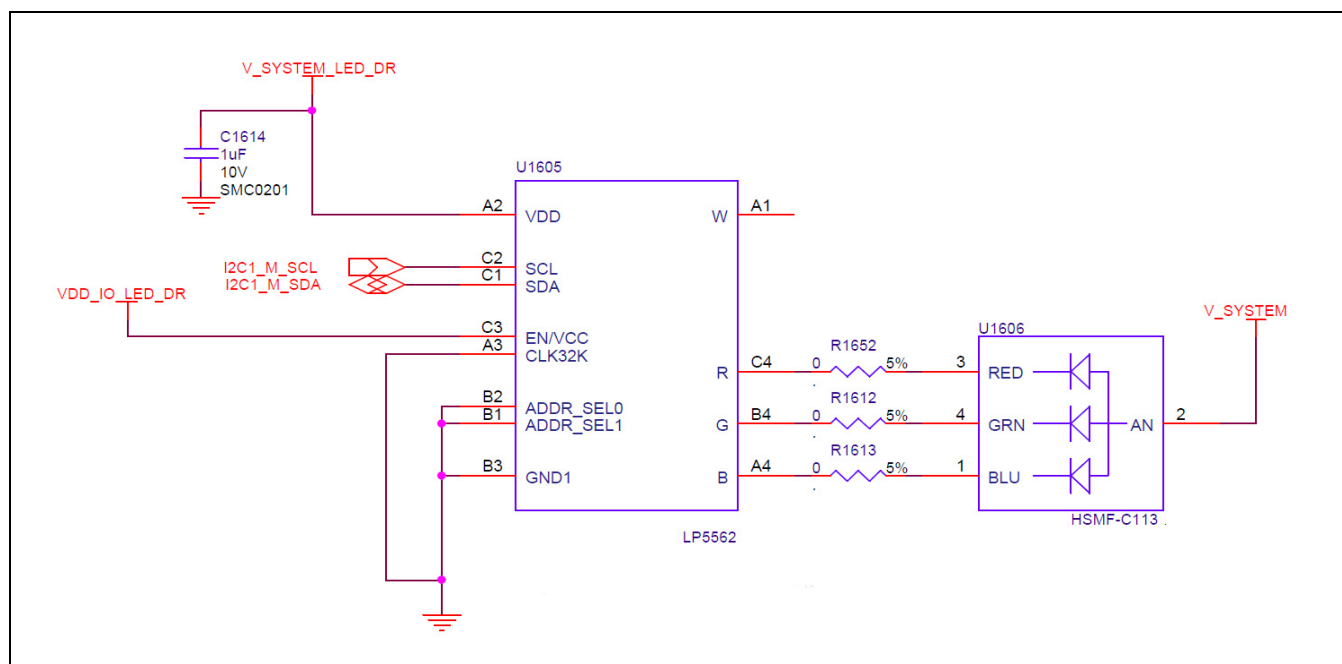 V_SYSTEM_LED_DR
C1614
1uF
10V
SMC0201
U1605
A2 VDD W A1
I2C1_M_SCL C2 SCL
I2C1_M_SDA C1 SDA
VDD_IO_LED_DR
C3 EN/VCC
A3 CLK32K
V_SYSTEM
U1606
R1652
R C4 0 5% 3 RED
B2 ADDR_SEL0
B1 ADDR_SEL1
R1612
G B4 0 5% 4 GRN AN 2
R1613
B3 GND1 B A4 0 5% 1 BLU
HSMF-C113 .
LP5562